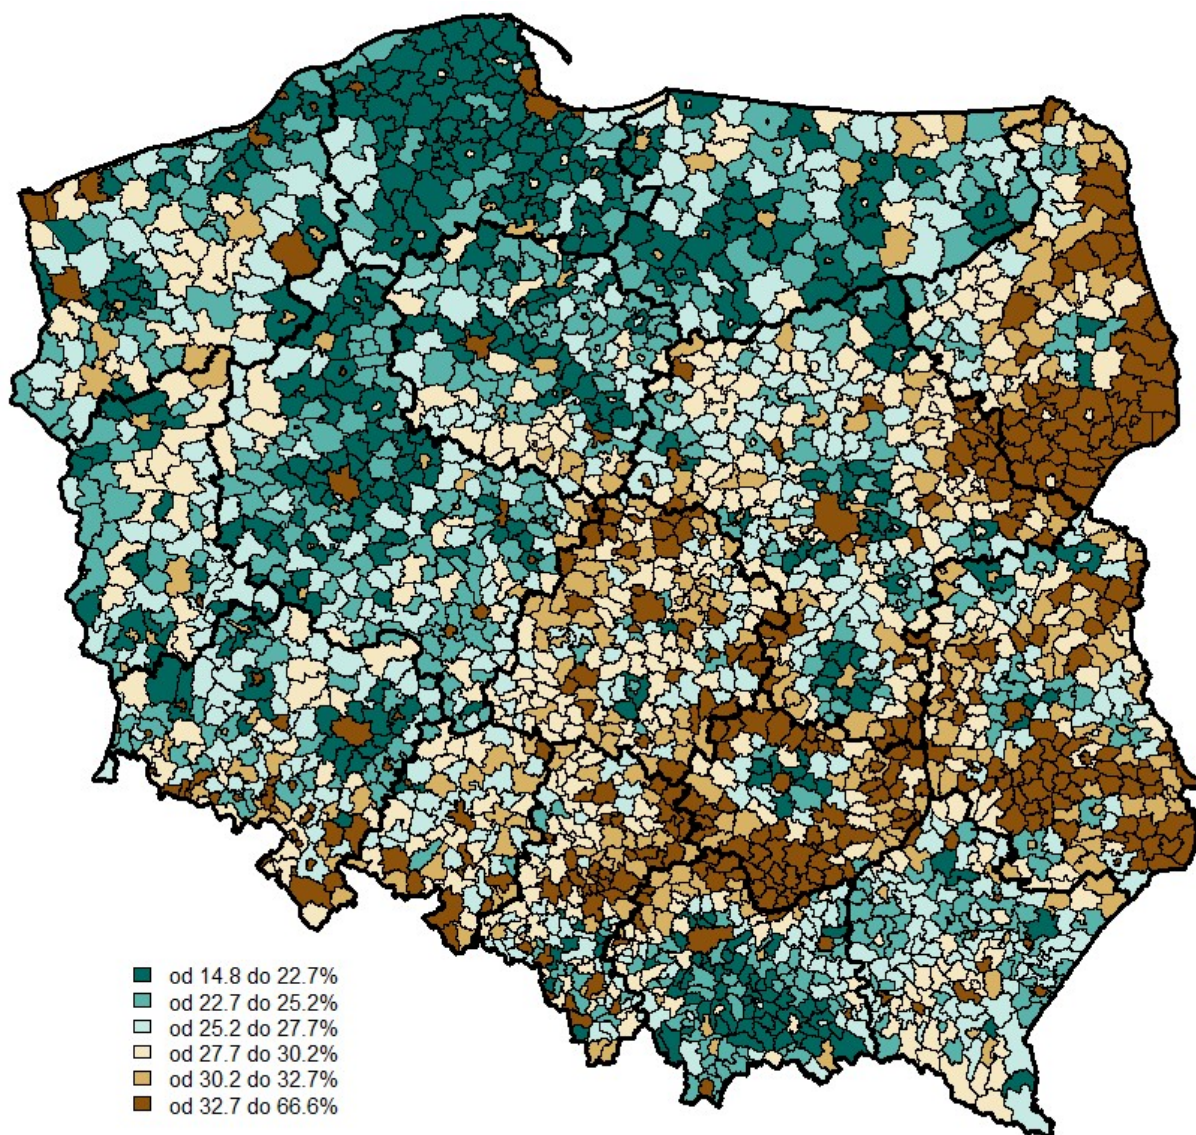 od 14.8 do 22.7%
od 22.7 do 25.2%
od 25.2 do 27.7%
od 27.7 do 30.2%
od 30.2 do 32.7%
od 32.7 do 66.6%